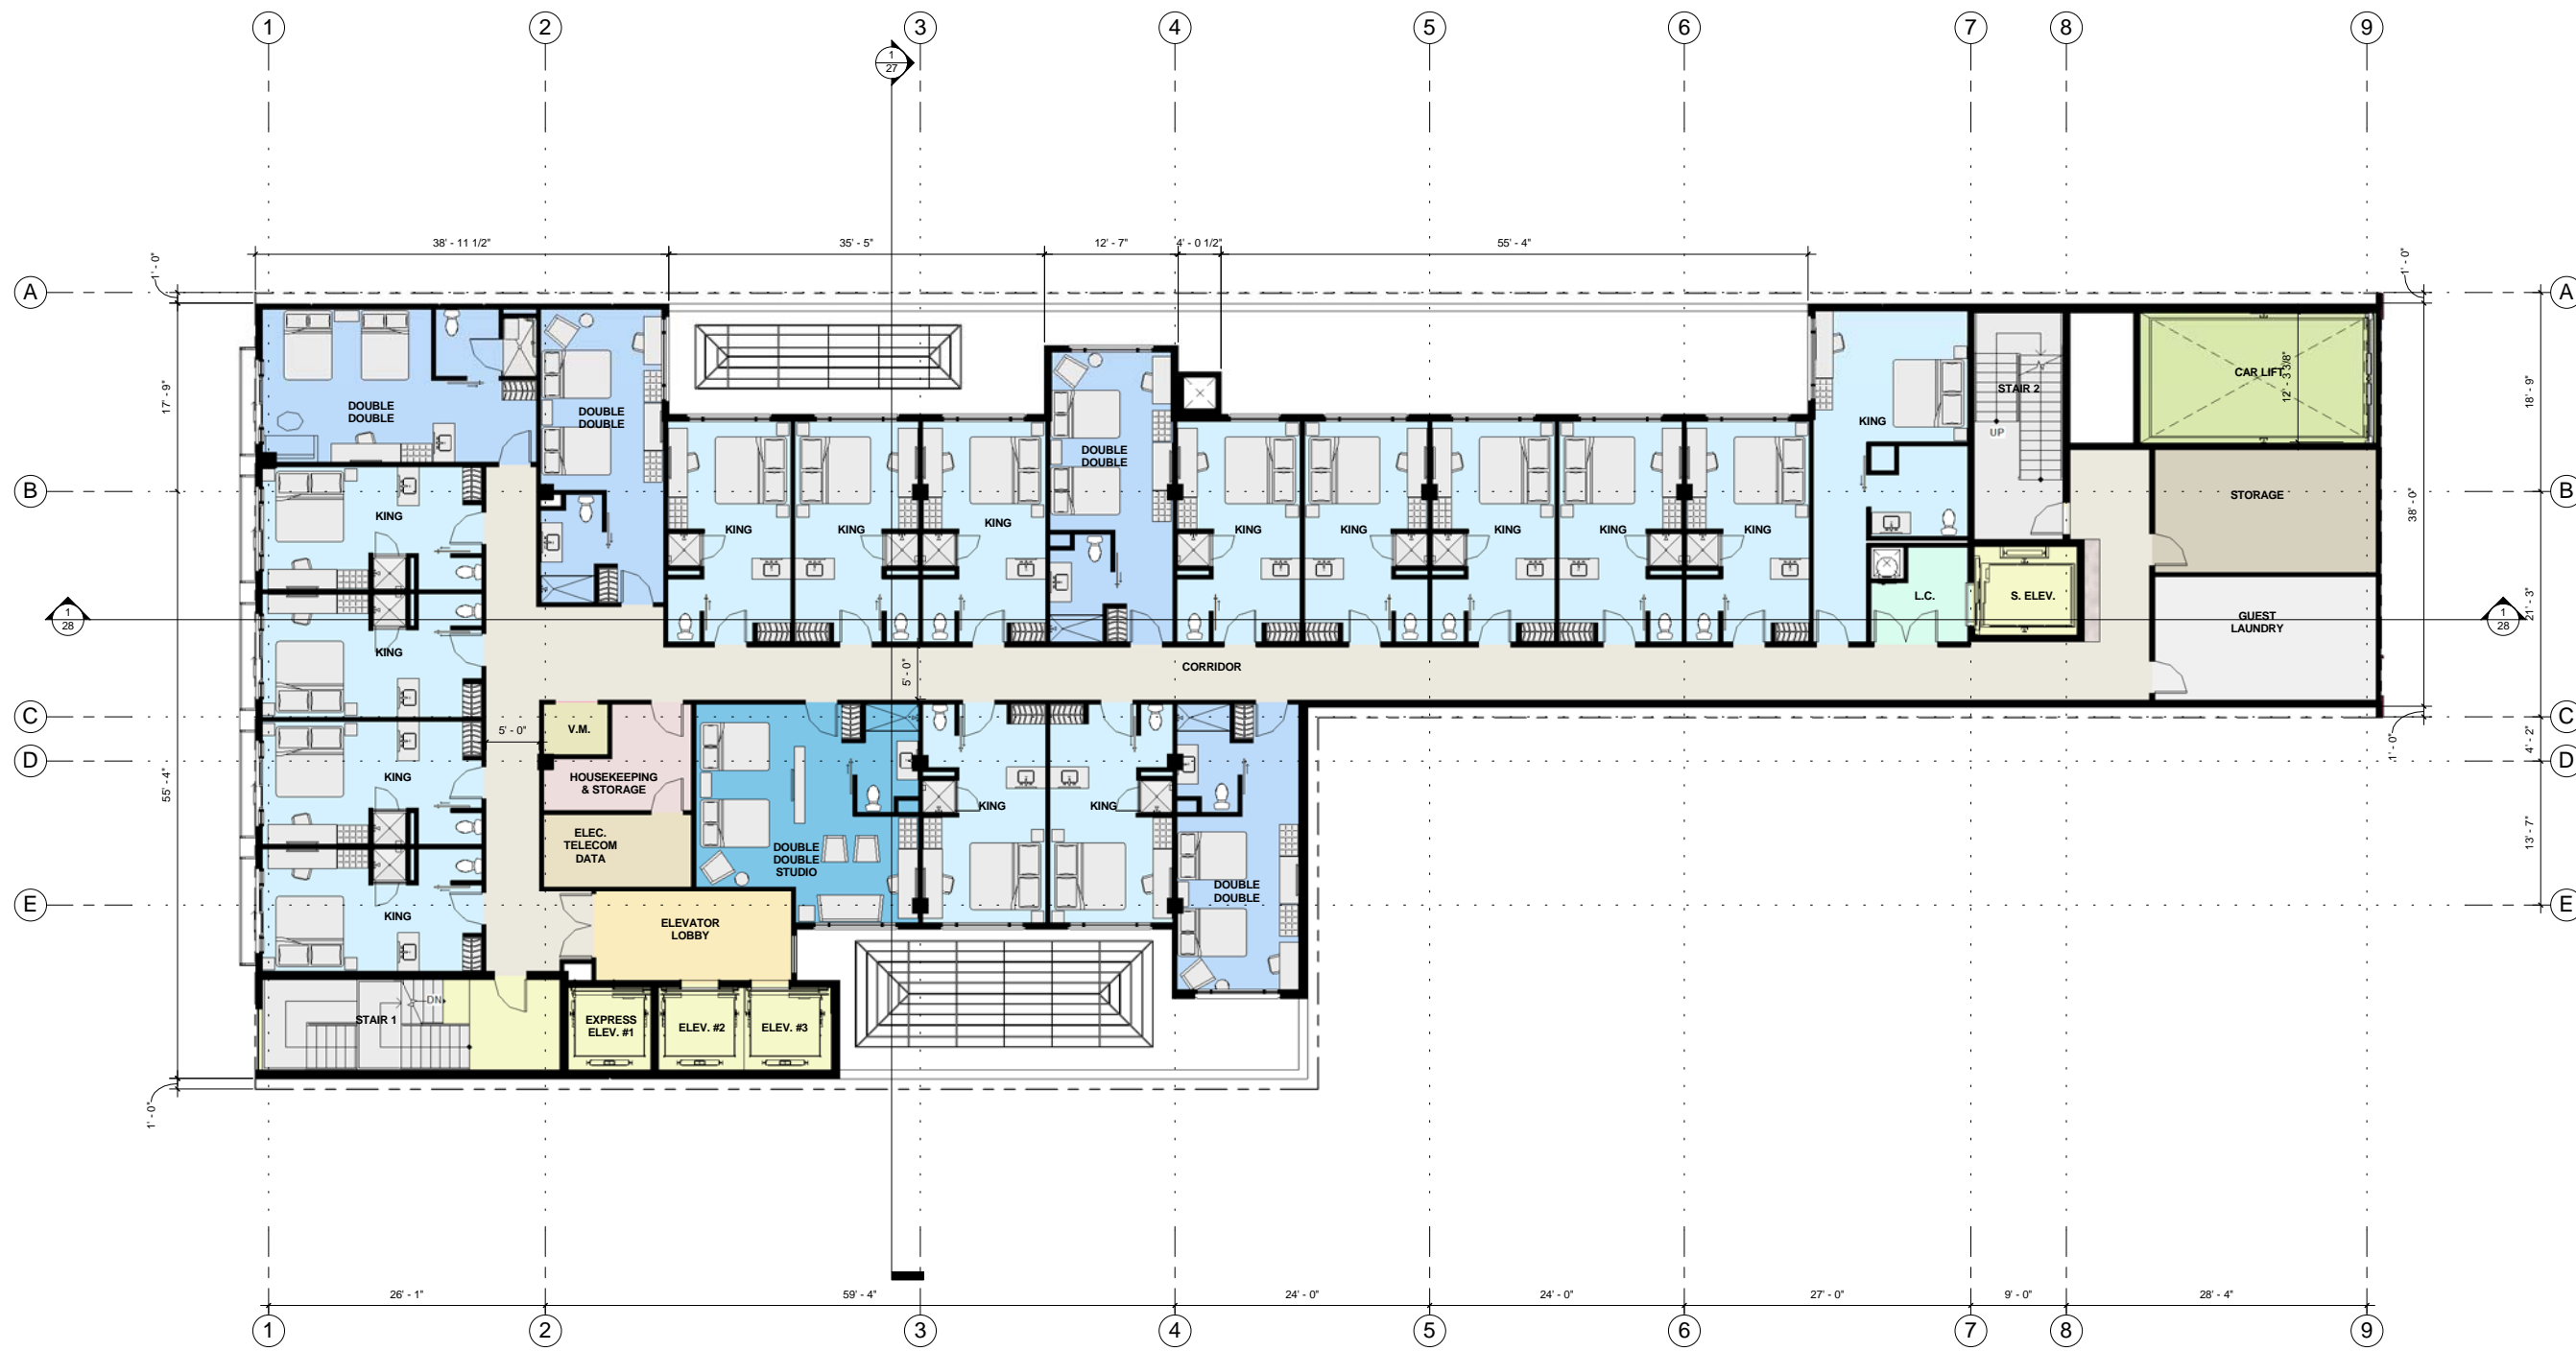 1 2 3 4 5 6 7 8 9
1
27
38' - 11 1/2" 35' - 5" 12' - 7" 4' - 0 1/2" 55' - 4"
1' - 0" 1' - 0"
A A
17' - 9"
18' - 9"
DOUBLE
DOUBLE
DOUBLE
DOUBLE
DOUBLE
DOUBLE
KING
STAIR 2
UP
CAR LIFT
12' - 3 3/8"
B B
KING
KING
KING
KING
KING
KING
KING
KING
KING
STORAGE
38' - 0"
1
28
KING
L.C.
S. ELEV.
GUEST
LAUNDRY
21' - 3"
1
28
CORRIDOR
5' - 0"
C C
5' - 0"
V.M.
1' - 0"
4' - 2"
D D
55' - 4"
KING
HOUSEKEEPING
& STORAGE
KING
KING
ELEC.
TELECOM
DATA
DOUBLE
DOUBLE
STUDIO
DOUBLE
DOUBLE
13' - 7"
E E
KING
ELEVATOR
LOBBY
DN
STAIR 1
EXPRESS
ELEV. #1
ELEV. #2
ELEV. #3
1' - 0"
26' - 1" 59' - 4" 24' - 0" 24' - 0" 27' - 0" 9' - 0" 28' - 4"
1 2 3 4 5 6 7 8 9